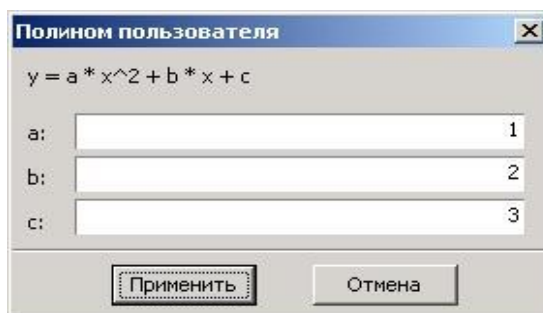 Полином пользователя
y = a * x^2 + b * x + c
a: 1
b: 2
c: 3
Применить Отмена